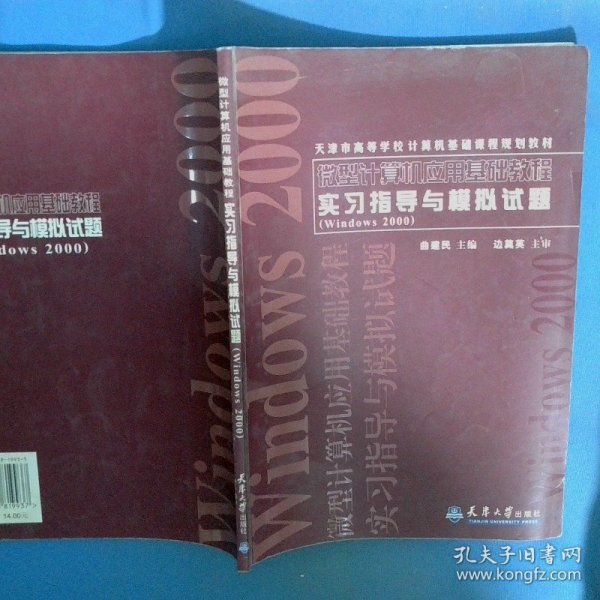 天津市高等学校计算机基础课程规划教材
微型计算机应用基础教程
实习指导与模拟试题
(Windows 2000)
曲建民 主编 边奠英 主审
微型计算机应用基础教程
实习指导与模拟试题
Windows 2000
Windows 2000
天津大学出版社
TIANJIN UNIVERSITY PRESS
微型计算机应用基础教程 实习指导与模拟试题 (Windows 2000)
天津大学出版社
机应用基础教程
导与模拟试题
dows 2000)
Windows 2000
819937>
14.00元
孔夫子旧书网
www.kongfz.com